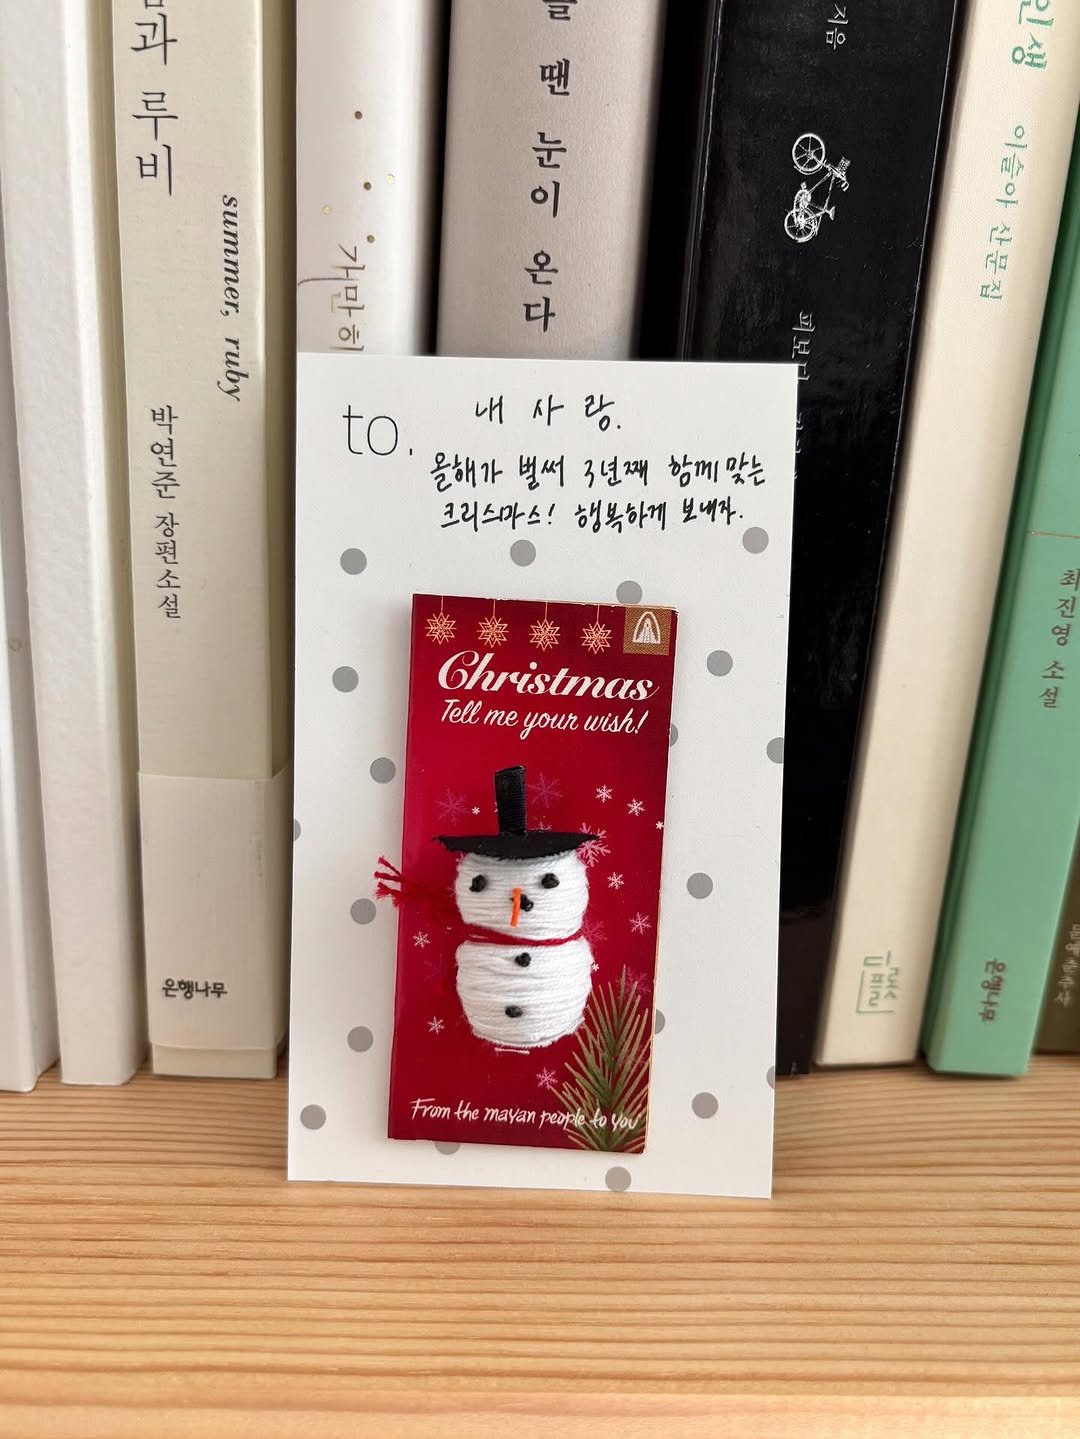 과 루비
summer, ruby
박연준 장편소설
은행나무
가만히
땐 눈이 온다
지음
인생
이슬아 산문집
최진영 소설
은행나무
to. 내 사랑.
올해가 벌써 3년째 함께 맞는
크리스마스! 행복하게 보내자.
Christmas
Tell me your wish!
From the mayan people to you